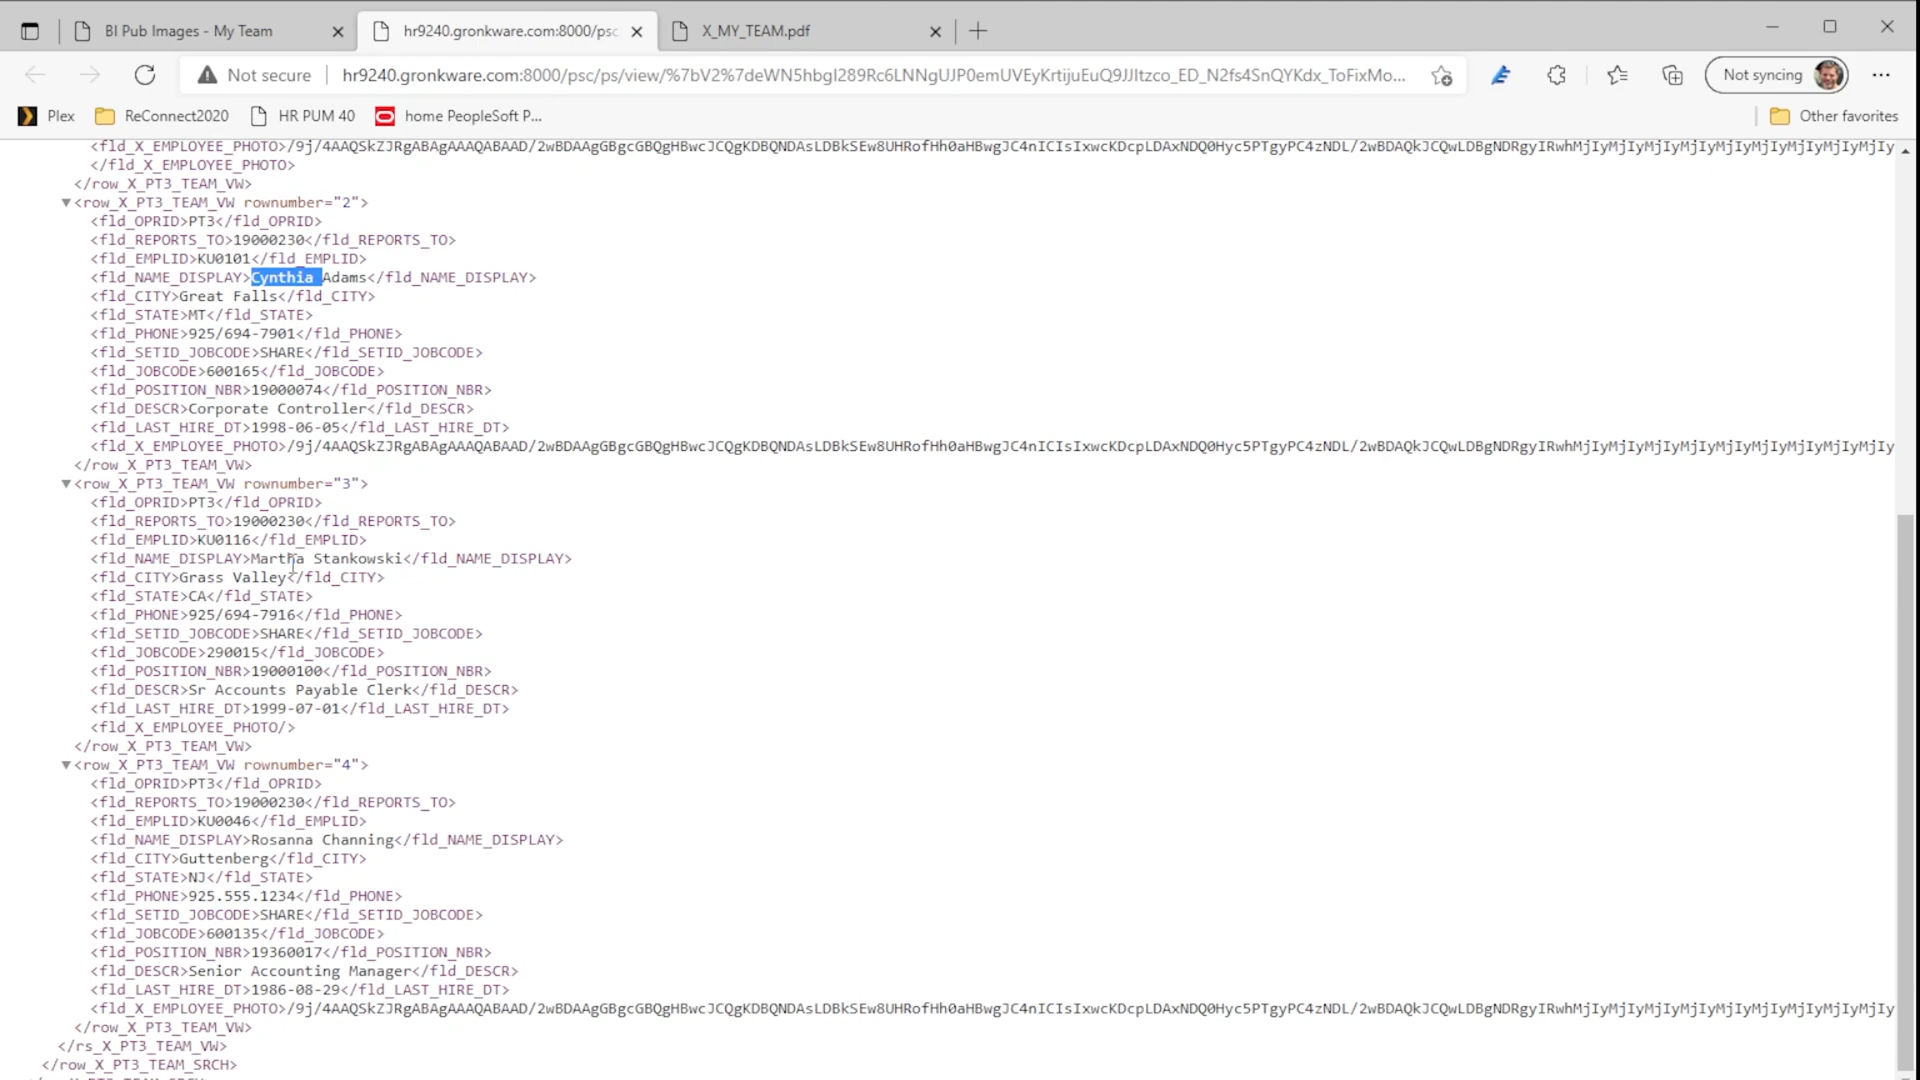 BI Pub Images - My Team
hr9240.gronkware.com:8000/psc
X_MY_TEAM.pdf
Not secure
hr9240.gronkware.com:8000/psc/ps/view/%7bV2%7deWN5hbgI289Rc6LNNgUJP0emUVEyKrtijuEuQ9JJItzco_ED_N2fs4SnQYKdx_ToFixMo...
Not syncing
Plex
ReConnect2020
HR PUM 40
home PeopleSoft P...
Other favorites
<fld_X_EMPLOYEE_PHOTO>/9j/4AAQSkZJRgABAgAAAQABAAD/2wBDAAgGBgcGBQgHBwcJCQgKDBQNDAsLDBkSEw8UHRofHh0aHBwgJC4nICIsIxwcKDcpLDAxNDQ0Hyc5PTgyPC4zNDL/2wBDAQkJCQwLDBgNDRgyIRwhMjIyMjIyMjIyMjIyMjIyMjIyMjIyMjIyMjIy
</fld_X_EMPLOYEE_PHOTO>
</row_X_PT3_TEAM_VW>
<row_X_PT3_TEAM_VW rownumber="2">
<fld_OPRID>PT3</fld_OPRID>
<fld_REPORTS_TO>19000230</fld_REPORTS_TO>
<fld_EMPLID>KU0101</fld_EMPLID>
<fld_NAME_DISPLAY>Cynthia Adams</fld_NAME_DISPLAY>
<fld_CITY>Great Falls</fld_CITY>
<fld_STATE>MT</fld_STATE>
<fld_PHONE>925/694-7901</fld_PHONE>
<fld_SETID_JOBCODE>SHARE</fld_SETID_JOBCODE>
<fld_JOBCODE>600165</fld_JOBCODE>
<fld_POSITION_NBR>19000074</fld_POSITION_NBR>
<fld_DESCR>Corporate Controller</fld_DESCR>
<fld_LAST_HIRE_DT>1998-06-05</fld_LAST_HIRE_DT>
<fld_X_EMPLOYEE_PHOTO>/9j/4AAQSkZJRgABAgAAAQABAAD/2wBDAAgGBgcGBQgHBwcJCQgKDBQNDAsLDBkSEw8UHRofHh0aHBwgJC4nICIsIxwcKDcpLDAxNDQ0Hyc5PTgyPC4zNDL/2wBDAQkJCQwLDBgNDRgyIRwhMjIyMjIyMjIyMjIyMjIyMjIyMjIyMjIyMjIy
</row_X_PT3_TEAM_VW>
<row_X_PT3_TEAM_VW rownumber="3">
<fld_OPRID>PT3</fld_OPRID>
<fld_REPORTS_TO>19000230</fld_REPORTS_TO>
<fld_EMPLID>KU0116</fld_EMPLID>
<fld_NAME_DISPLAY>Martha Stankowski</fld_NAME_DISPLAY>
<fld_CITY>Grass Valley</fld_CITY>
<fld_STATE>CA</fld_STATE>
<fld_PHONE>925/694-7916</fld_PHONE>
<fld_SETID_JOBCODE>SHARE</fld_SETID_JOBCODE>
<fld_JOBCODE>290015</fld_JOBCODE>
<fld_POSITION_NBR>19000100</fld_POSITION_NBR>
<fld_DESCR>Sr Accounts Payable Clerk</fld_DESCR>
<fld_LAST_HIRE_DT>1999-07-01</fld_LAST_HIRE_DT>
<fld_X_EMPLOYEE_PHOTO/>
</row_X_PT3_TEAM_VW>
<row_X_PT3_TEAM_VW rownumber="4">
<fld_OPRID>PT3</fld_OPRID>
<fld_REPORTS_TO>19000230</fld_REPORTS_TO>
<fld_EMPLID>KU0046</fld_EMPLID>
<fld_NAME_DISPLAY>Rosanna Channing</fld_NAME_DISPLAY>
<fld_CITY>Guttenberg</fld_CITY>
<fld_STATE>NJ</fld_STATE>
<fld_PHONE>925.555.1234</fld_PHONE>
<fld_SETID_JOBCODE>SHARE</fld_SETID_JOBCODE>
<fld_JOBCODE>600135</fld_JOBCODE>
<fld_POSITION_NBR>19360017</fld_POSITION_NBR>
<fld_DESCR>Senior Accounting Manager</fld_DESCR>
<fld_LAST_HIRE_DT>1986-08-29</fld_LAST_HIRE_DT>
<fld_X_EMPLOYEE_PHOTO>/9j/4AAQSkZJRgABAgAAAQABAAD/2wBDAAgGBgcGBQgHBwcJCQgKDBQNDAsLDBkSEw8UHRofHh0aHBwgJC4nICIsIxwcKDcpLDAxNDQ0Hyc5PTgyPC4zNDL/2wBDAQkJCQwLDBgNDRgyIRwhMjIyMjIyMjIyMjIyMjIyMjIyMjIyMjIyMjIy
</row_X_PT3_TEAM_VW>
</rs_X_PT3_TEAM_VW>
</row_X_PT3_TEAM_SRCH>